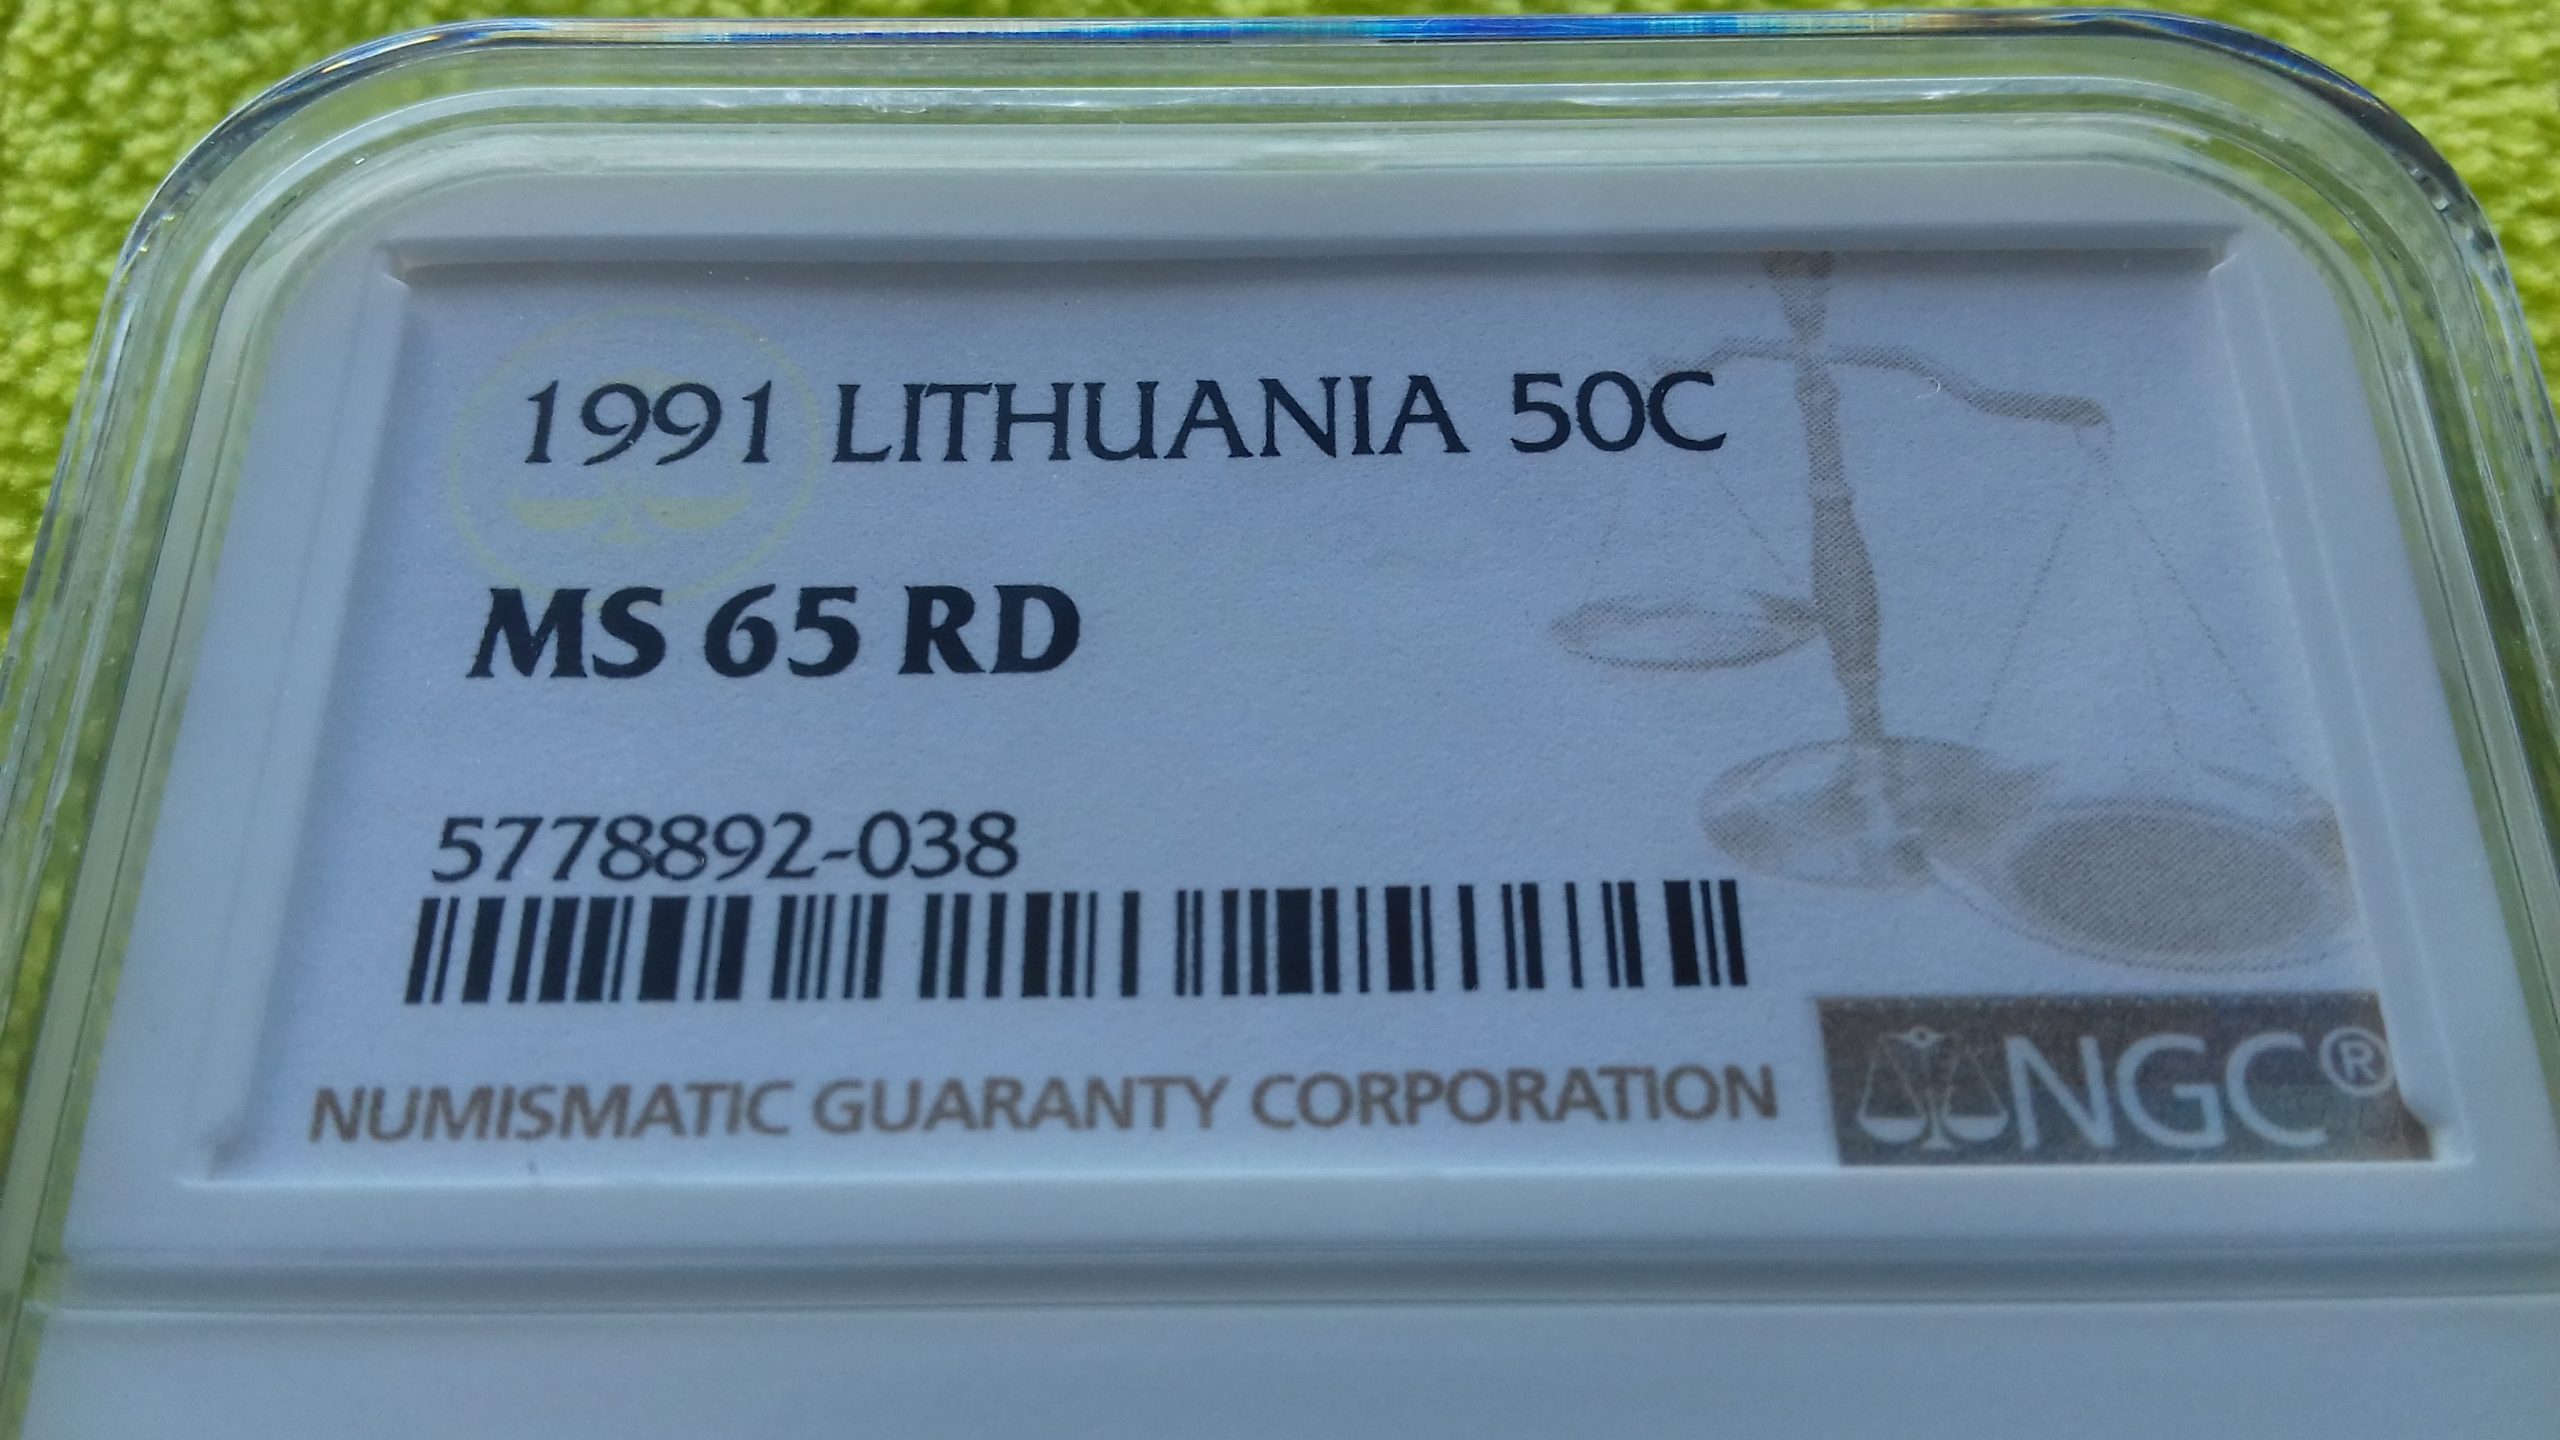 1991 LITHUANIA 50C
MS 65 RD
5778892-038
NUMISMATIC GUARANTY CORPORATION
NGC®